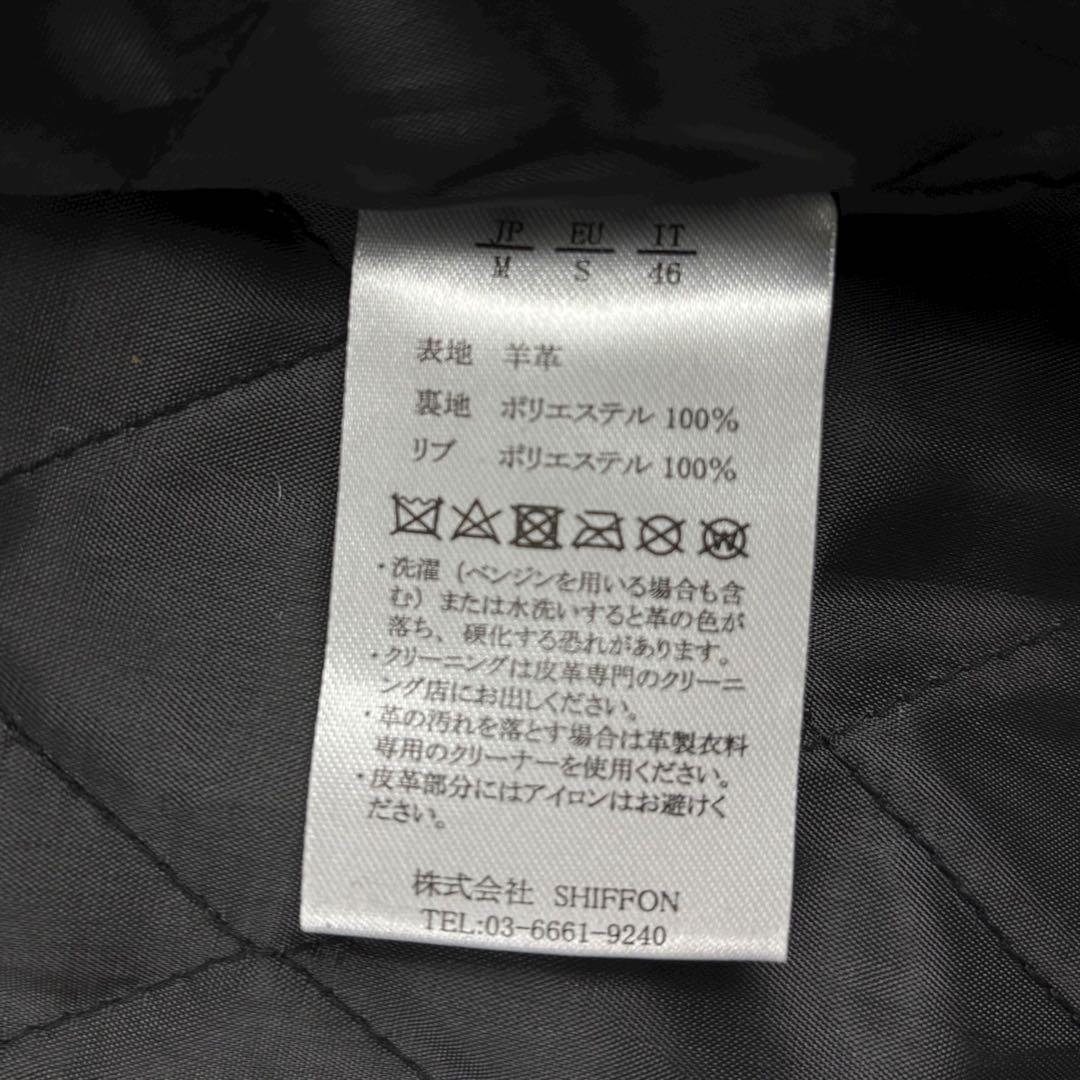 JP EU IT
M S 46
表地 羊革
裏地 ポリエステル 100%
リブ ポリエステル 100%
W
・洗濯（ベンジンを用いる場合も含
む）または水洗いすると革の色が
落ち、硬化する恐れがあります。
・クリーニングは皮革専門のクリーニ
ング店にお出しください。
・革の汚れを落とす場合は革製衣料
専用のクリーナーを使用ください。
・皮革部分にはアイロンはお避けく
ださい。
株式会社 SHIFFON
TEL:03-6661-9240